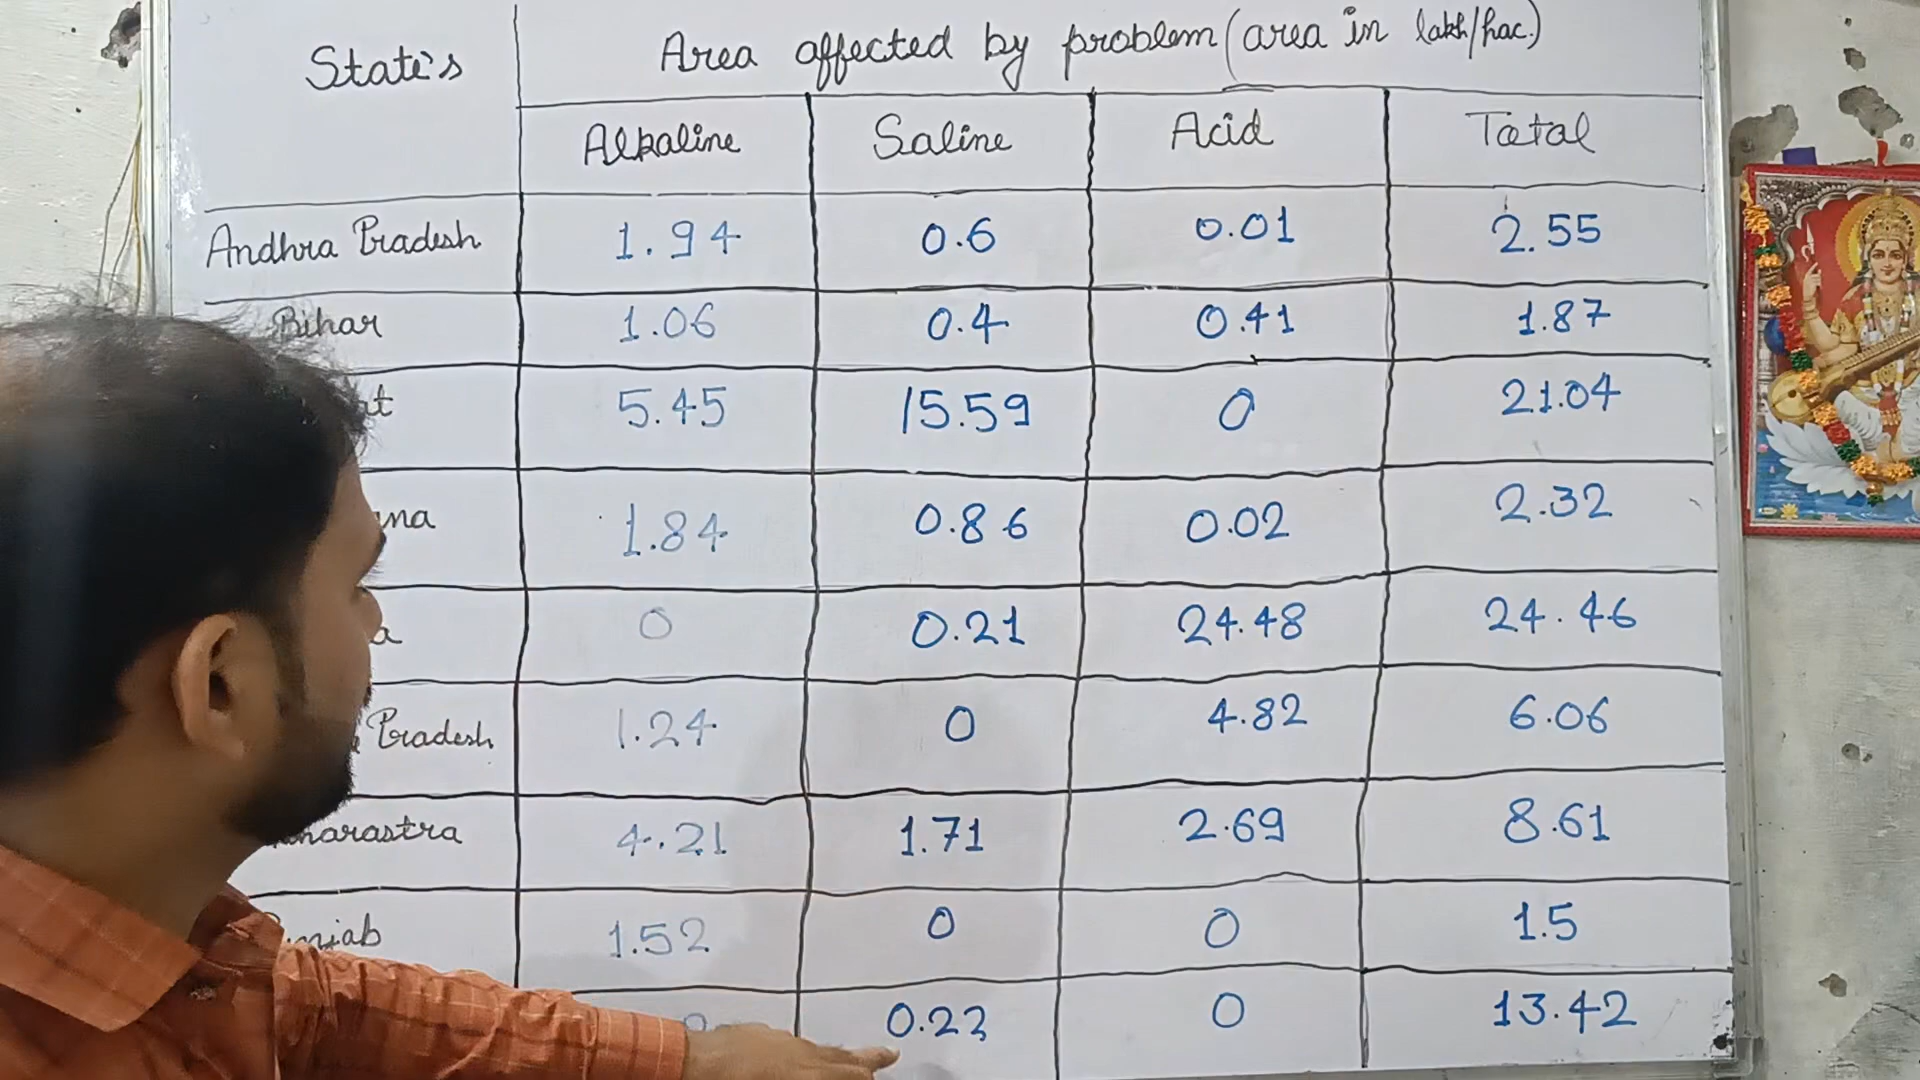 State's Area affected by problem (area in lakh/hac.)
Alkaline Saline Acid Total
Andhra Pradesh 1.94 0.6 0.01 2.55
Bihar 1.06 0.4 0.41 1.87
5.45 15.59 0 21.04
1.84 0.86 0.02 2.32
0 0.21 24.48 24.46
Pradesh 1.24 0 4.82 6.06
4.21 1.71 2.69 8.61
1.52 0 0 1.5
0.23 0 13.42